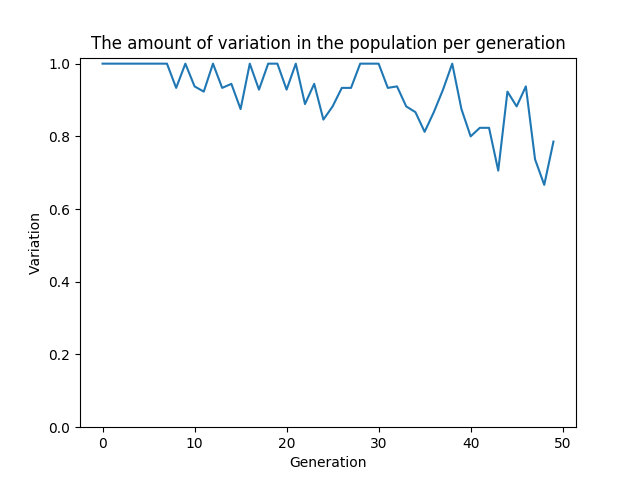 The amount of variation in the population per generation
1.0
0.8
0.6
0.4
0.2
0.0
Variation
0 10 20 30 40 50
Generation